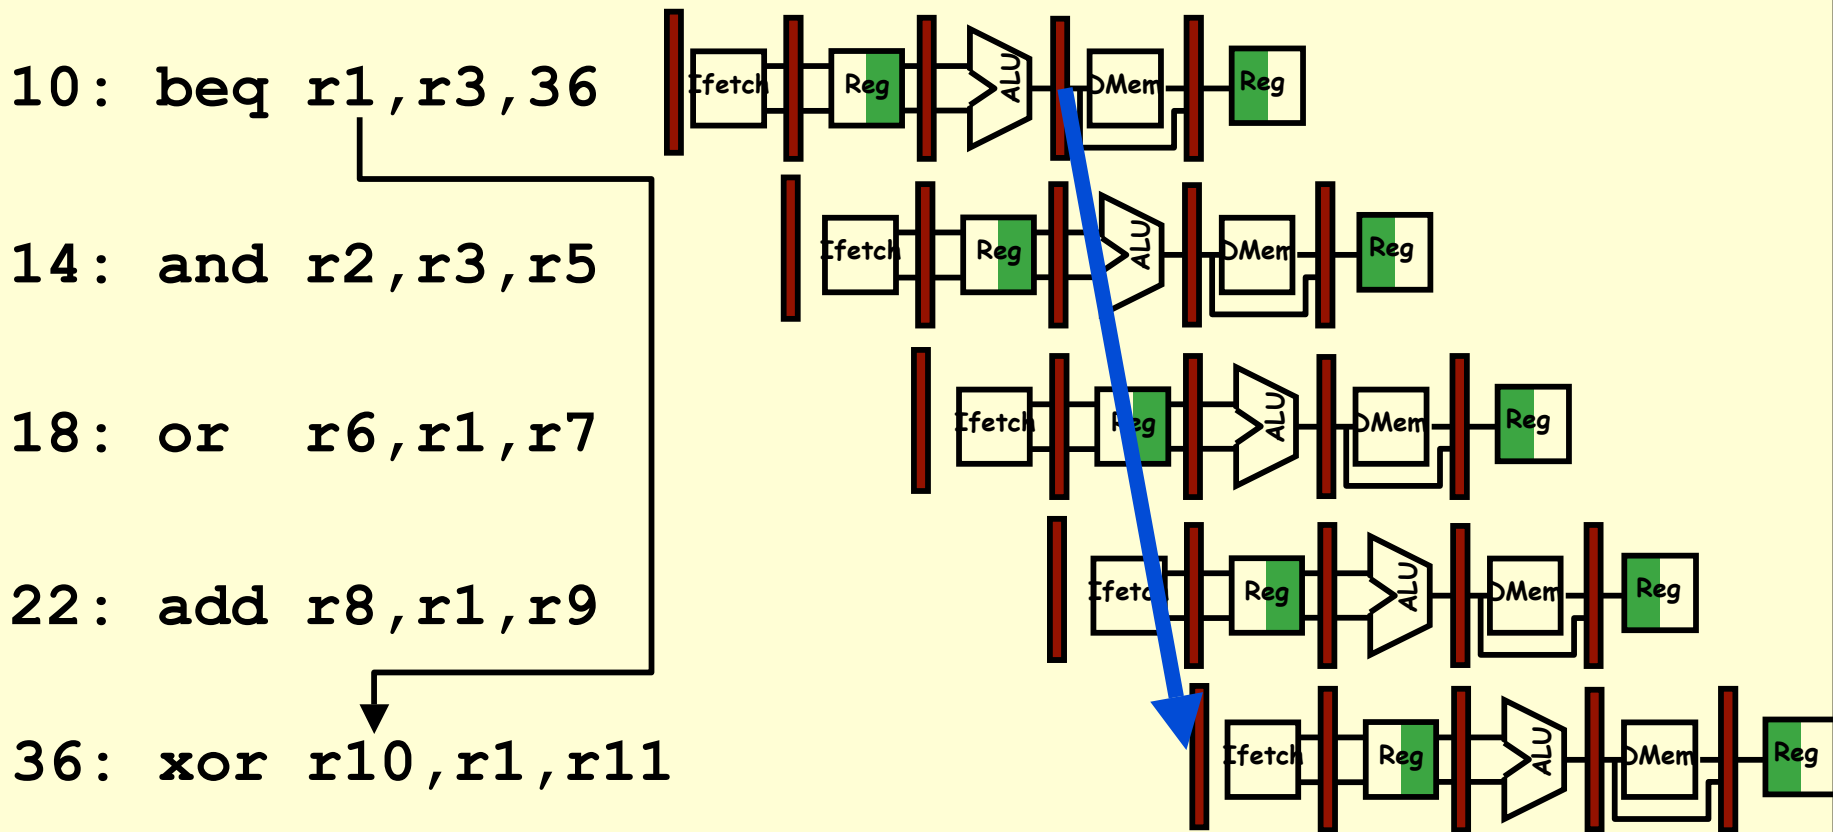 10: beq r1,r3,36 Ifetch Reg ALU DMem Reg
14: and r2,r3,r5 Ifetch Reg ALU DMem Reg
18: or r6,r1,r7 Ifetch Reg ALU DMem Reg
22: add r8,r1,r9 Ifetch Reg ALU DMem Reg
36: xor r10,r1,r11 Ifetch Reg ALU DMem Reg